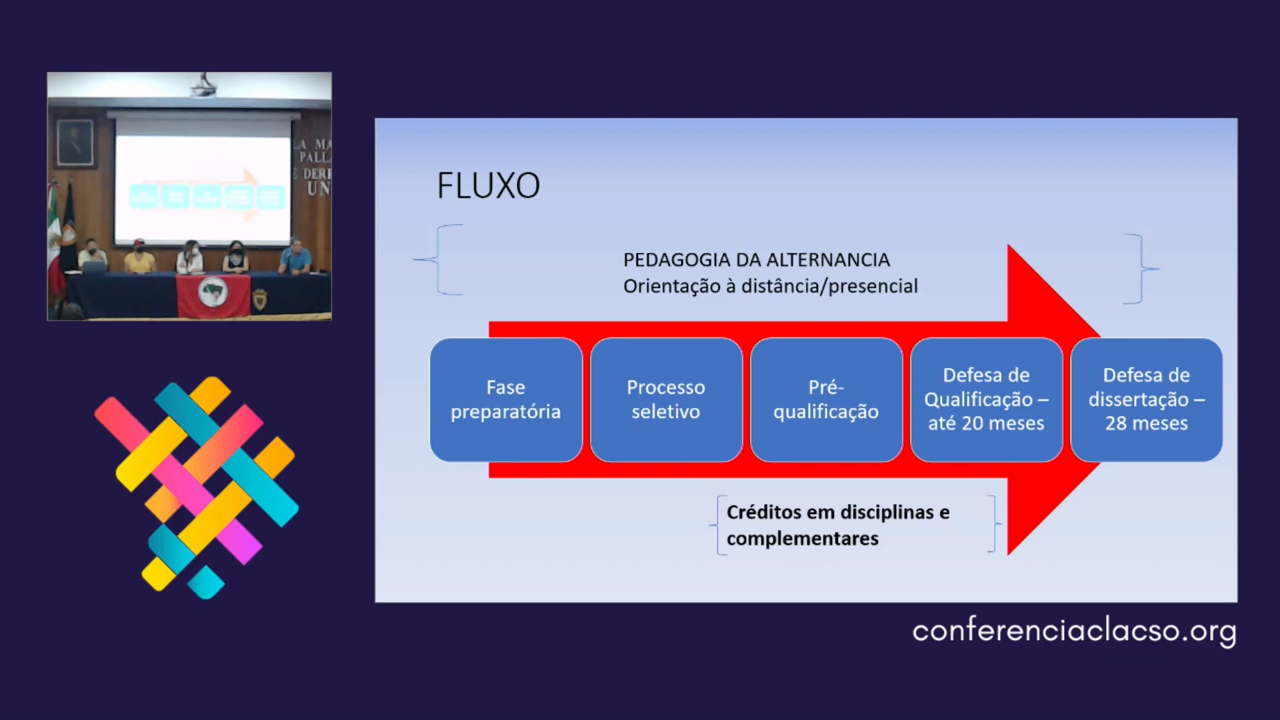 FLUXO
PEDAGOGIA DA ALTERNANCIA
Orientação à distância/presencial
Fase
preparatória
Processo
seletivo
Pré-
qualificação
Defesa de
Qualificação –
até 20 meses
Defesa de
dissertação –
28 meses
Créditos em disciplinas e
complementares
conferenciaclacso.org